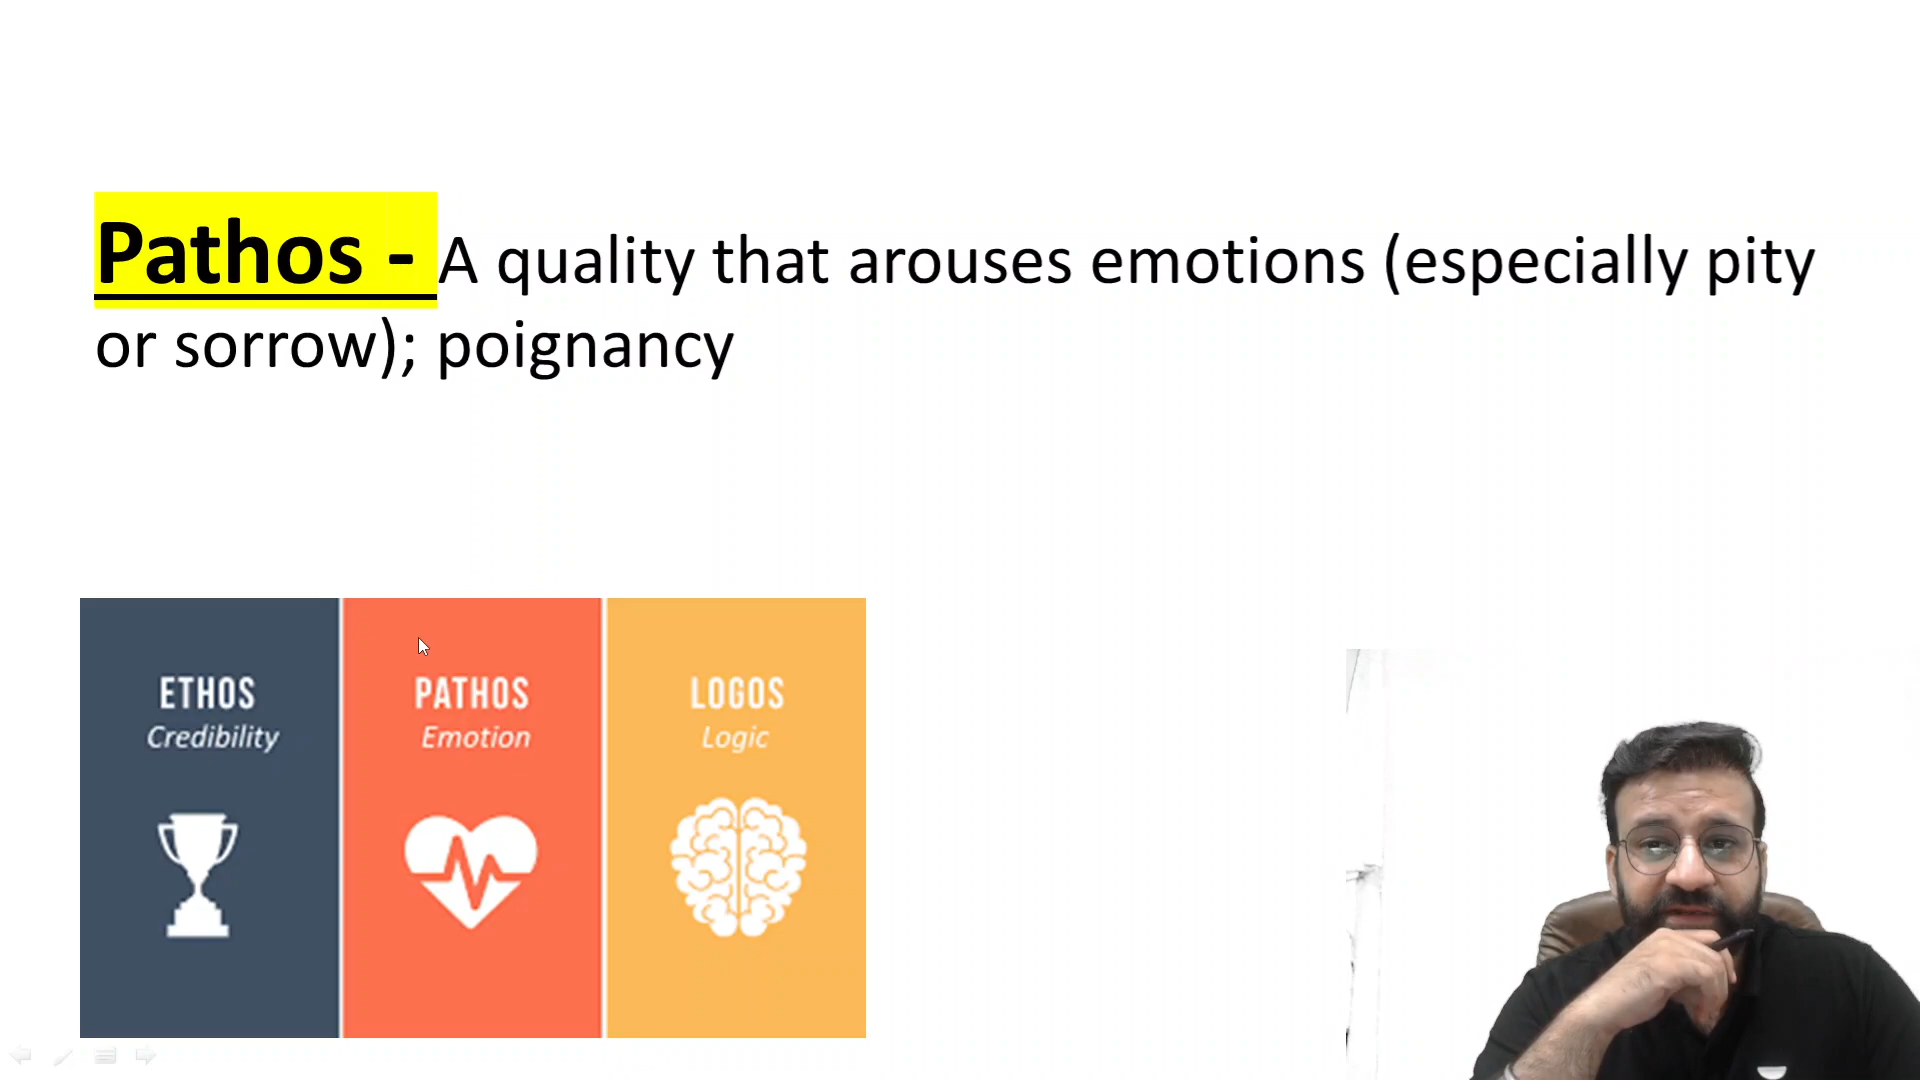 Pathos - A quality that arouses emotions (especially pity
or sorrow); poignancy
ETHOS
Credibility
PATHOS
Emotion
LOGOS
Logic